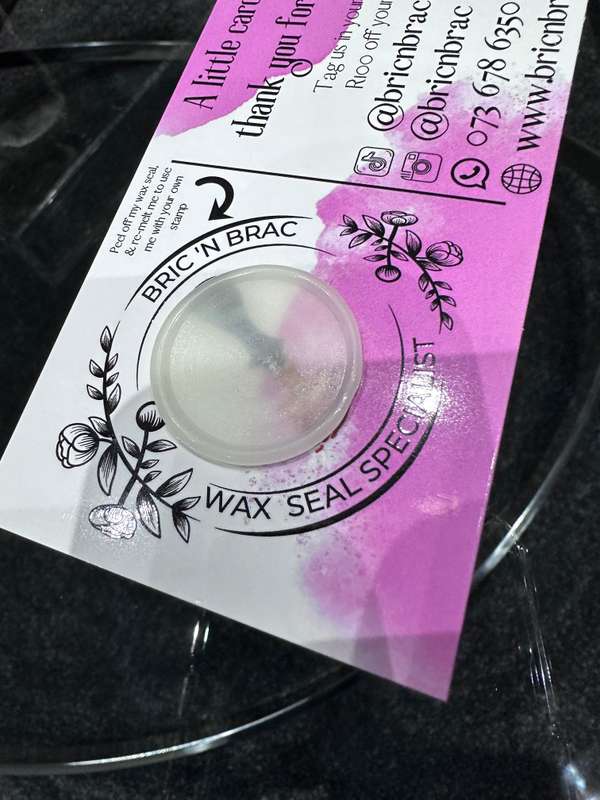 A little card
thank you for
Tag us in your
R100 off your
@bricnbrac
@bricnbrac
073 678 6350
www.bricnbr
Peel off my wax seal,
& re-melt me to use
me with your own
stamp
BRIC 'N BRAC
WAX SEAL SPECIALIST